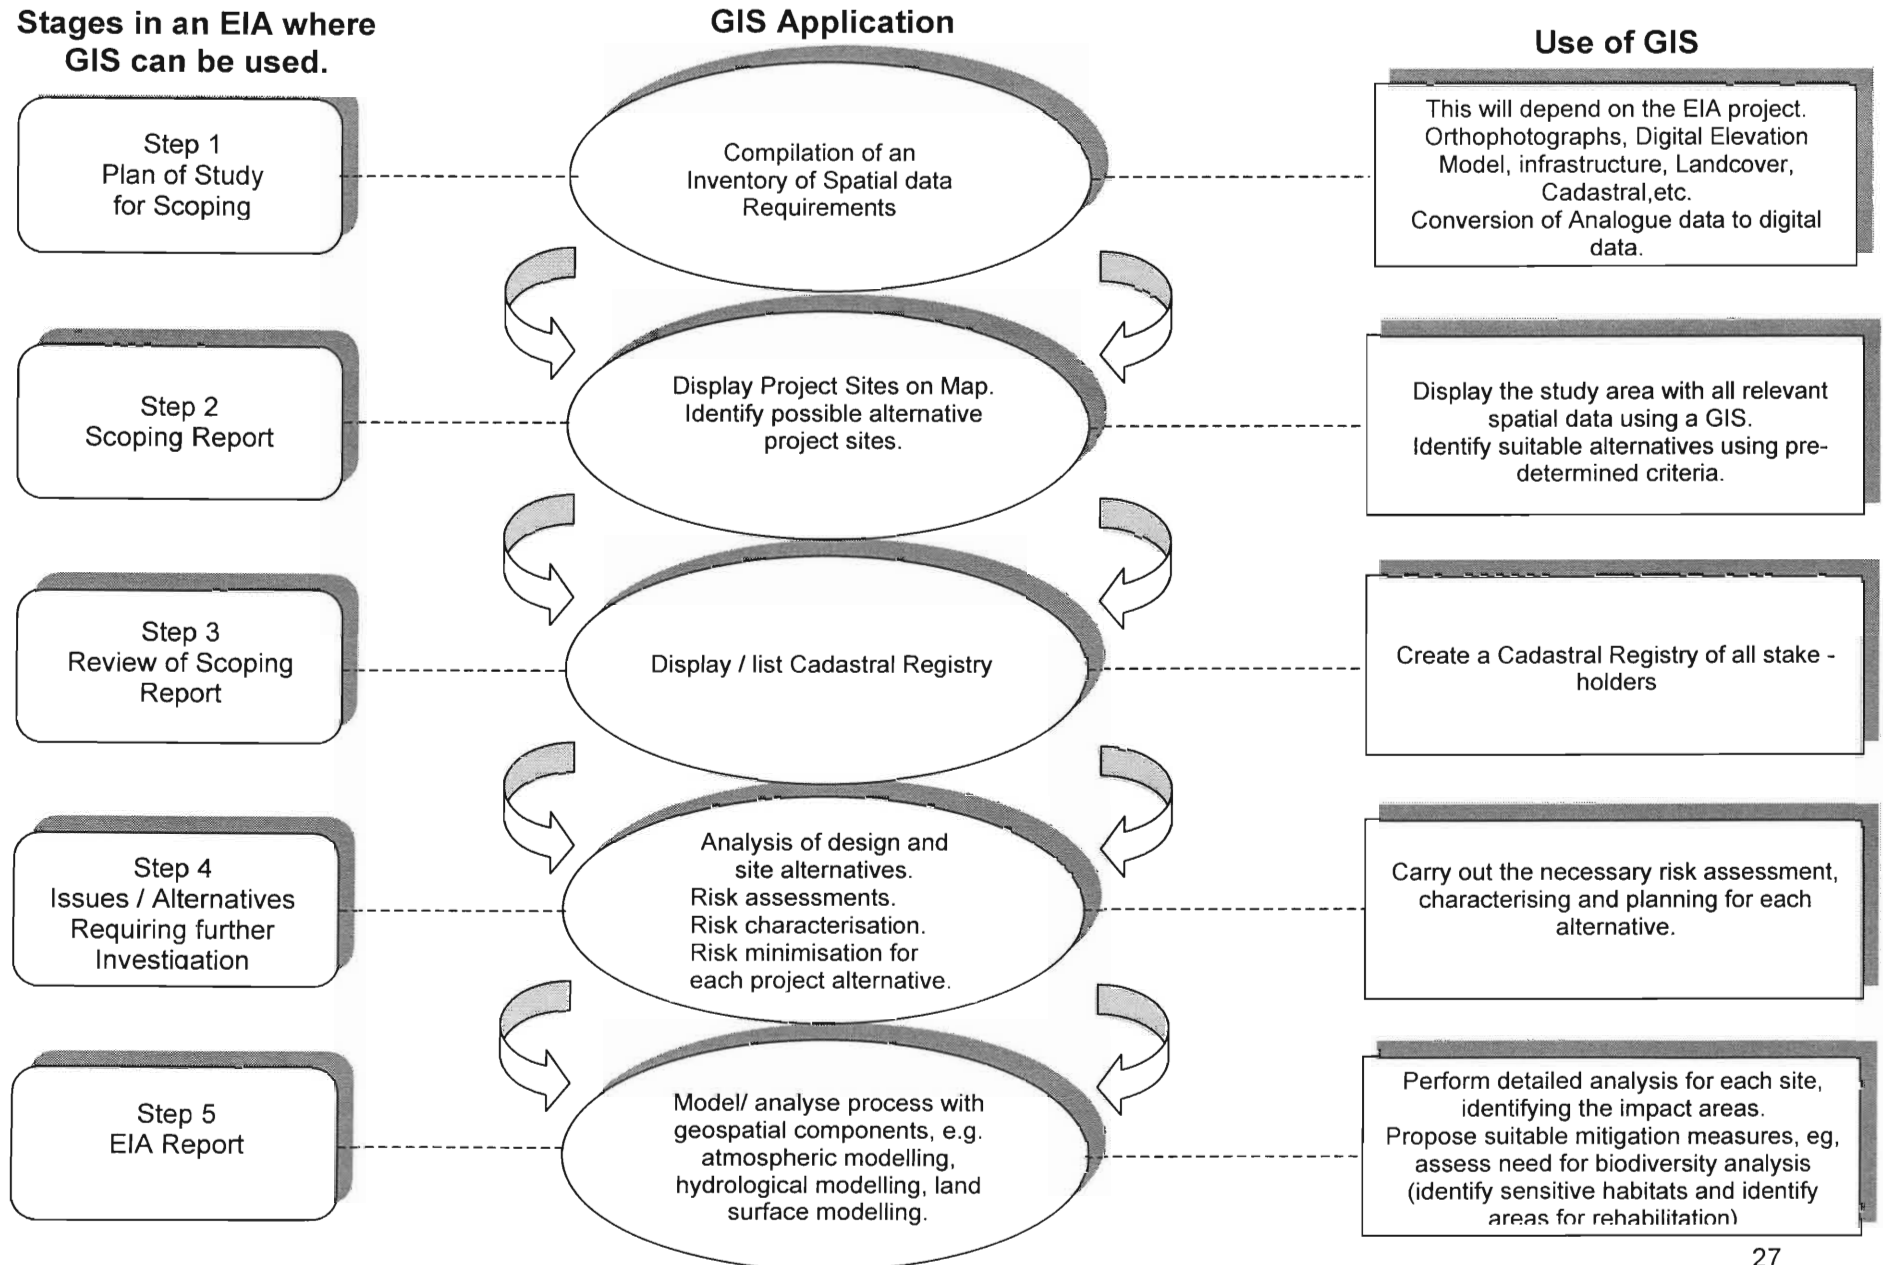 Stages in an EIA where
GIS can be used.
GIS Application
Use of GIS
Step 1
Plan of Study
for Scoping
Compilation of an
Inventory of Spatial data
Requirements
This will depend on the EIA project.
Orthophotographs, Digital Elevation
Model, infrastructure, Landcover,
Cadastral,etc.
Conversion of Analogue data to digital
data.
Step 2
Scoping Report
Display Project Sites on Map.
Identify possible alternative
project sites.
Display the study area with all relevant
spatial data using a GIS.
Identify suitable alternatives using pre-
determined criteria.
Step 3
Review of Scoping
Report
Display / list Cadastral Registry
Create a Cadastral Registry of all stake -
holders
Step 4
Issues / Alternatives
Requiring further
Investigation
Analysis of design and
site alternatives.
Risk assessments.
Risk characterisation.
Risk minimisation for
each project alternative.
Carry out the necessary risk assessment,
characterising and planning for each
alternative.
Step 5
EIA Report
Model/ analyse process with
geospatial components, e.g.
atmospheric modelling,
hydrological modelling, land
surface modelling.
Perform detailed analysis for each site,
identifying the impact areas.
Propose suitable mitigation measures, eg,
assess need for biodiversity analysis
(identify sensitive habitats and identify
areas for rehabilitation)
27